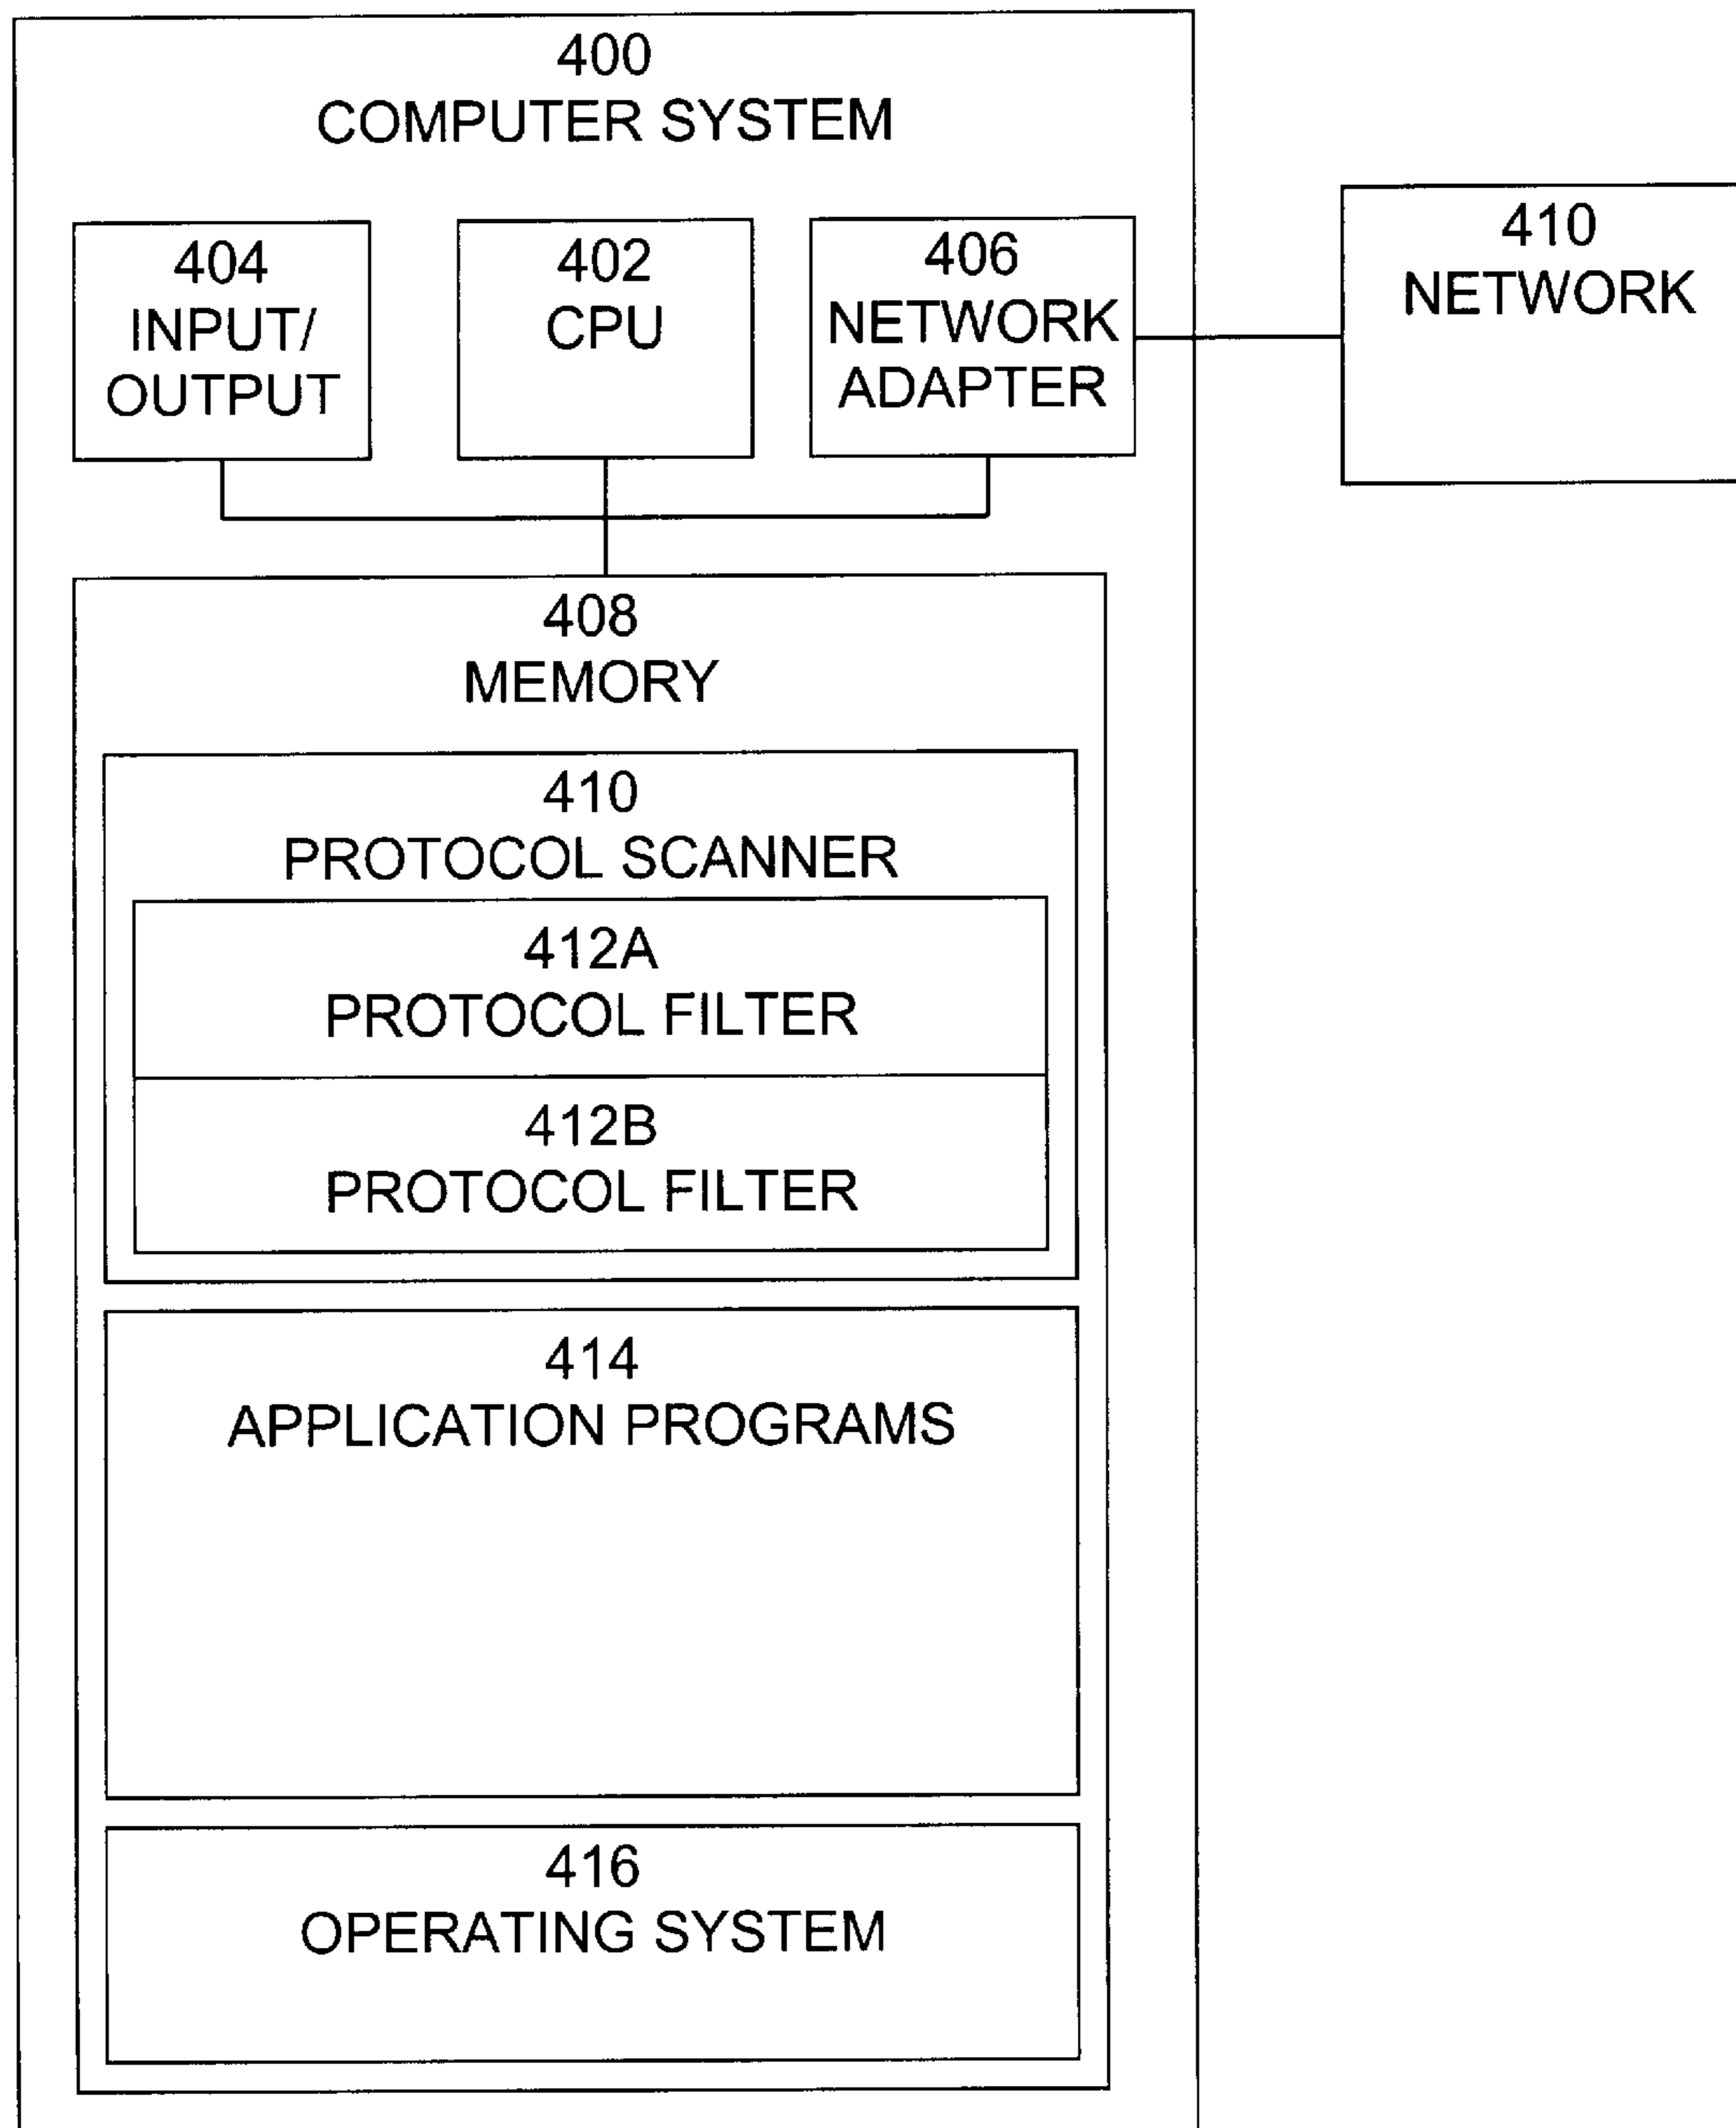 400
COMPUTER SYSTEM
404
INPUT/
OUTPUT
402
CPU
406
NETWORK
ADAPTER
410
NETWORK
408
MEMORY
410
PROTOCOL SCANNER
412A
PROTOCOL FILTER
412B
PROTOCOL FILTER
414
APPLICATION PROGRAMS
416
OPERATING SYSTEM